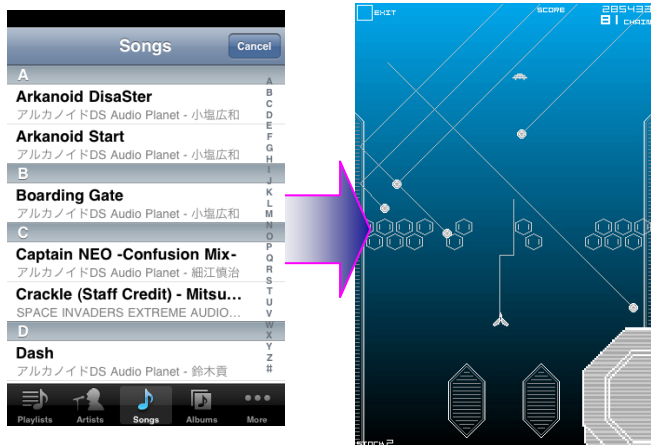 Songs
Cancel
A
Arkanoid DisaSter
アルカノイドDS Audio Planet - 小塩広和
Arkanoid Start
アルカノイドDS Audio Planet - 小塩広和
B
Boarding Gate
アルカノイドDS Audio Planet - 小塩広和
C
Captain NEO -Confusion Mix-
アルカノイドDS Audio Planet - 細江慎治
Crackle (Staff Credit) - Mitsu...
SPACE INVADERS EXTREME AUDIO...
D
Dash
アルカノイドDS Audio Planet - 鈴木貢
A
B
C
D
E
F
G
H
I
J
K
L
M
N
O
P
Q
R
S
T
U
V
W
X
Y
Z
#
Playlists
Artists
Songs
Albums
More
EXIT
SCORE
285433
81 CHAIN
STOCK 2